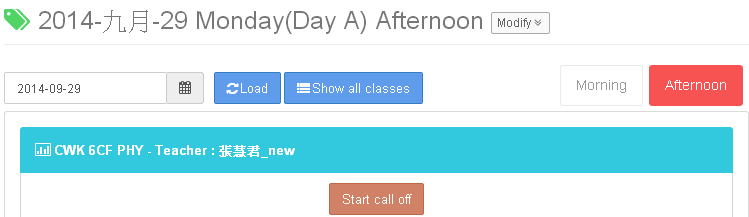 2014-九月-29 Monday(Day A) Afternoon Modify
2014-09-29 Load Show all classes Morning Afternoon
CWK 6CF PHY - Teacher : 張慧君_new
Start call off